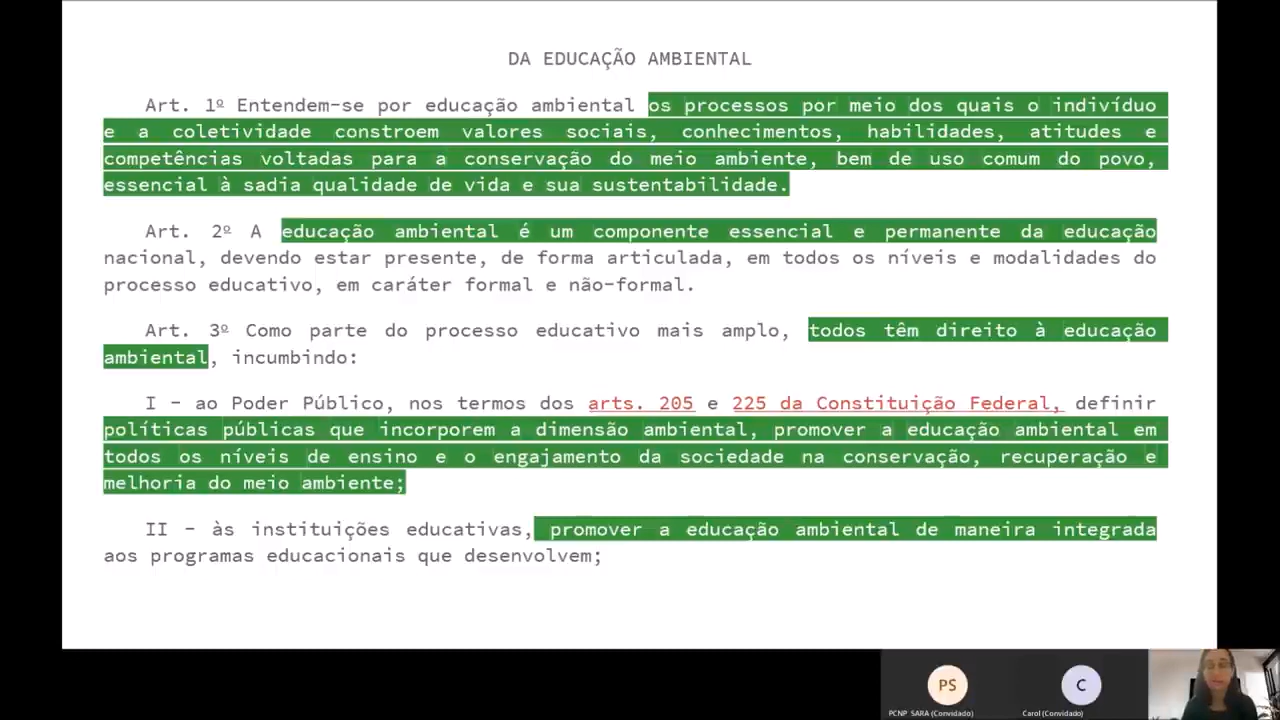 DA EDUCAÇÃO AMBIENTAL
Art. 1º Entendem-se por educação ambiental os processos por meio dos quais o indivíduo
e a coletividade constroem valores sociais, conhecimentos, habilidades, atitudes e
competências voltadas para a conservação do meio ambiente, bem de uso comum do povo,
essencial à sadia qualidade de vida e sua sustentabilidade.
Art. 2º A educação ambiental é um componente essencial e permanente da educação
nacional, devendo estar presente, de forma articulada, em todos os níveis e modalidades do
processo educativo, em caráter formal e não-formal.
Art. 3º Como parte do processo educativo mais amplo, todos têm direito à educação
ambiental, incumbindo:
I - ao Poder Público, nos termos dos arts. 205 e 225 da Constituição Federal, definir
políticas públicas que incorporem a dimensão ambiental, promover a educação ambiental em
todos os níveis de ensino e o engajamento da sociedade na conservação, recuperação e
melhoria do meio ambiente;
II - às instituições educativas, promover a educação ambiental de maneira integrada
aos programas educacionais que desenvolvem;
PS
C
PCNP SARA (Convidado)
Carol (Convidado)